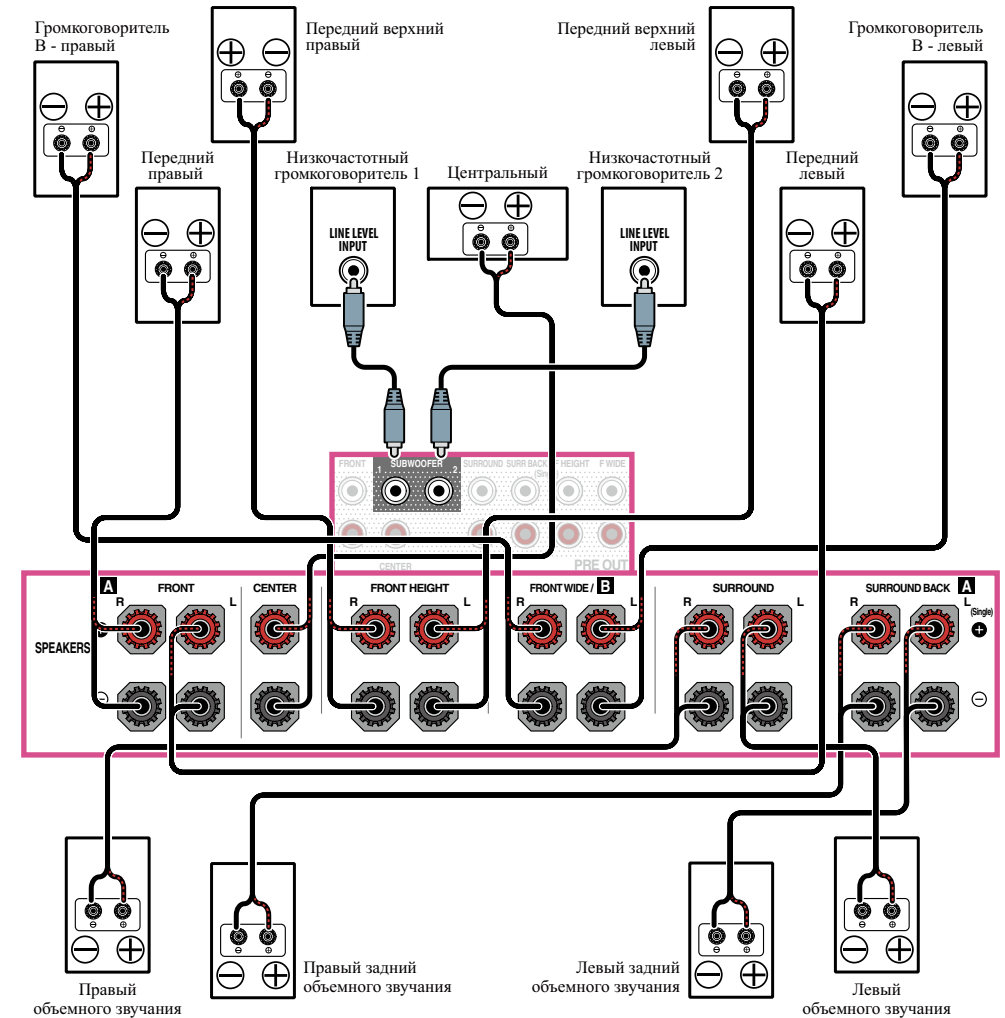 Громкоговоритель
B - правый
Передний верхний
правый
Передний верхний
левый
Громкоговоритель
B - левый
Передний
правый
Низкочастотный
громкоговоритель 1
Центральный
Низкочастотный
громкоговоритель 2
Передний
левый
LINE LEVEL
INPUT
LINE LEVEL
INPUT
FRONT
SUBWOOFER
SURROUND
SURR BACK
F HEIGHT
F WIDE
1
2
CENTER
PRE OUT
A
FRONT
CENTER
FRONT HEIGHT
FRONT WIDE / B
SURROUND
SURROUND BACK
A
R
L
R
L
R
L
R
L
R
L
(Single)
SPEAKERS
Правый
объемного звучания
Правый задний
объемного звучания
Левый задний
объемного звучания
Левый
объемного звучания